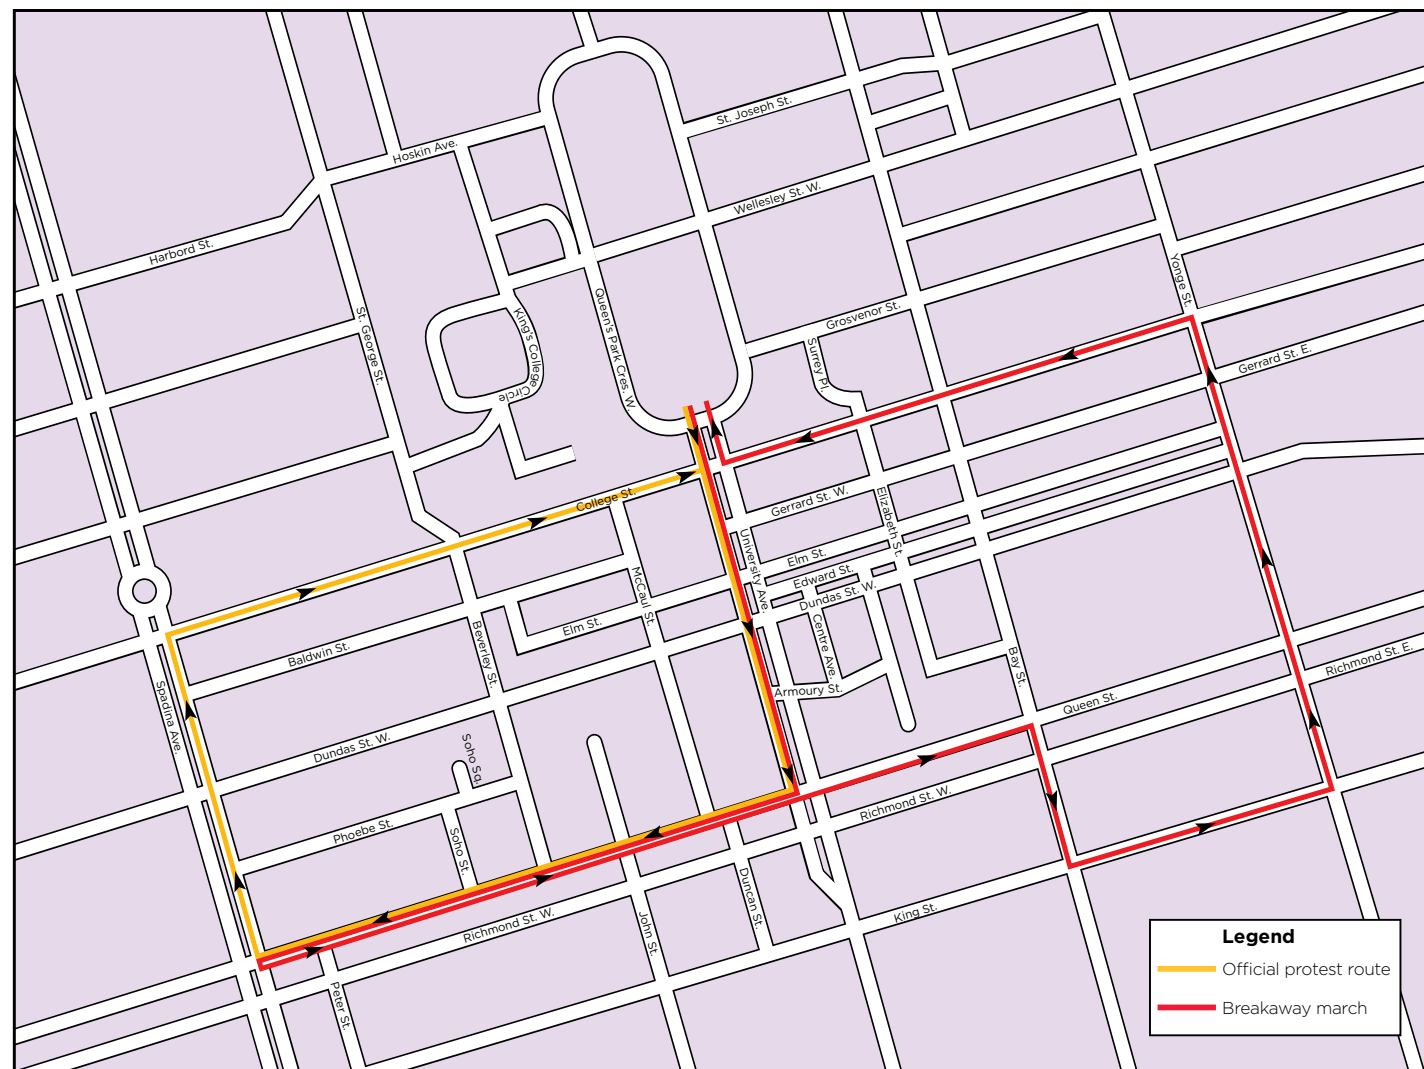 St. Joseph St.
Hoskin Ave.
Wellesley St. W.
Harbord St.
Yonge St.
Queen's Park Cres. W.
St. George St.
King's College Circle
Grosvenor St.
Surrey Pl.
Gerrard St. E.
College St.
Gerrard St. W.
Elizabeth St.
University Ave.
Elm St.
Edward St.
Dundas St. W.
McCaul St.
Centre Ave.
Elm St.
Beverley St.
Baldwin St.
Bay St.
Richmond St. E.
Spadina Ave.
Armoury St.
Queen St.
Dundas St. W.
Soho Sq.
Richmond St. W.
Phoebe St.
Soho St.
Duncan St.
Richmond St. W.
John St.
King St.
Peter St.
Legend
Official protest route
Breakaway march